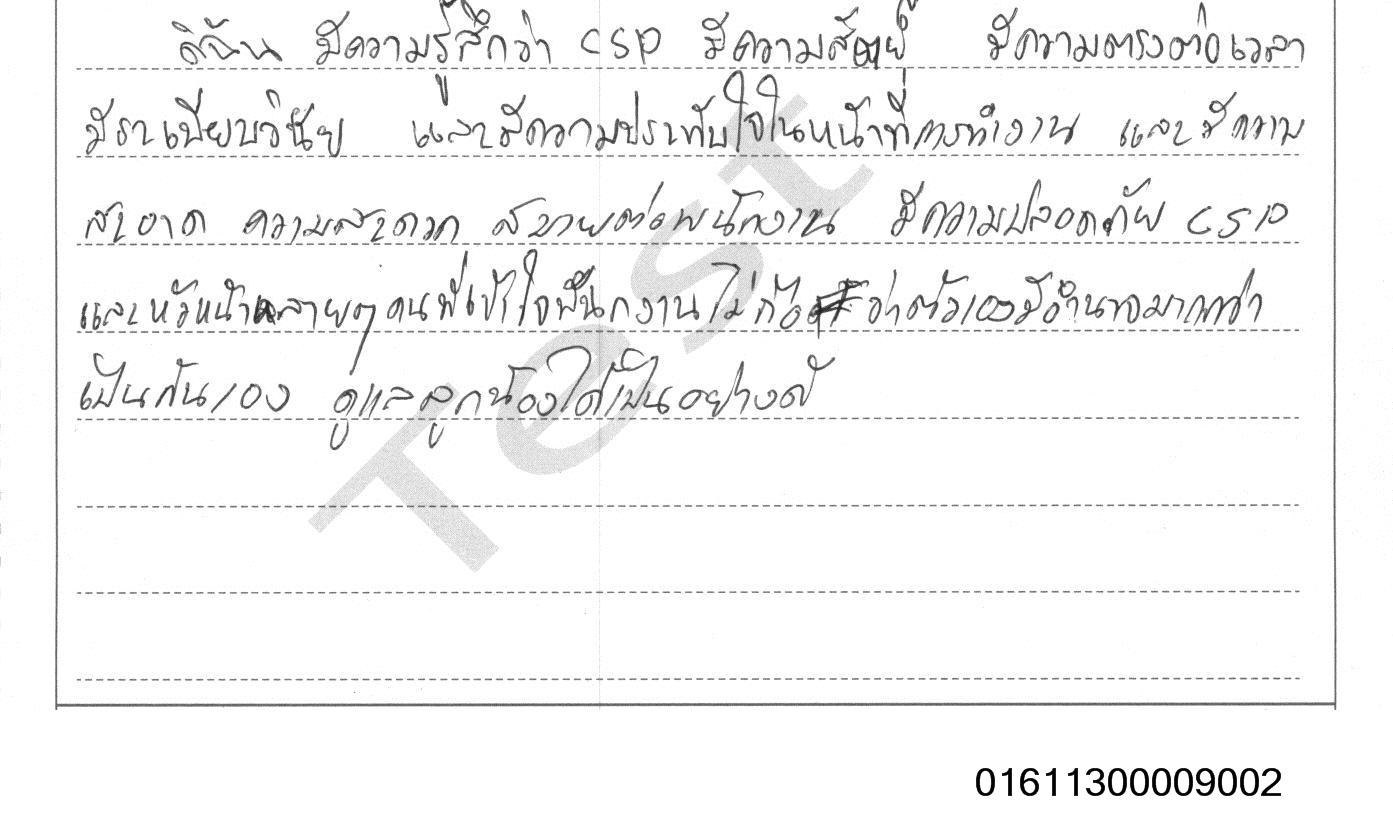 ดิฉัน มีความรู้สึกว่า CSP มีความสัตย์ มีความตรงต่อเวลา
มีระเบียบวินัย และมีความประทับใจในหน้าที่การทำงาน และมีความ
สะอาด ความสะดวก สบายต่อพนักงาน มีความปลอดภัย CSP
และหัวหน้าหลายๆคนที่เข้าใจพนักงานไม่ถือว่าตัวเองมีอำนาจมากกว่า
เป็นกันเอง ดูแลลูกน้องได้เป็นอย่างดี
Test
01611300009002